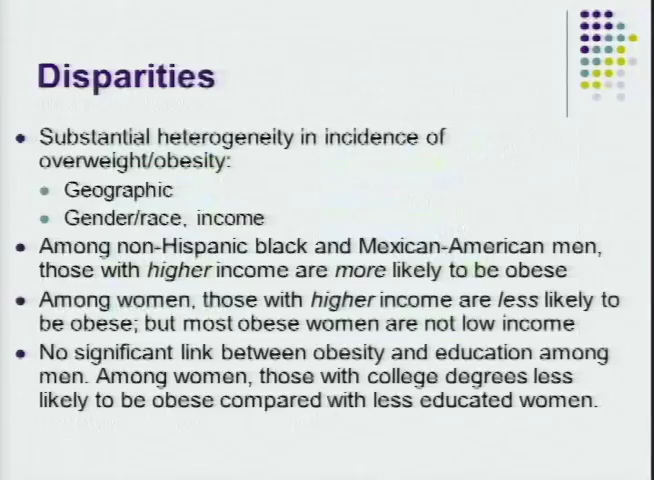 Disparities
Substantial heterogeneity in incidence of
overweight/obesity:
Geographic
Gender/race, income
Among non-Hispanic black and Mexican-American men,
those with higher income are more likely to be obese
Among women, those with higher income are less likely to
be obese; but most obese women are not low income
No significant link between obesity and education among
men. Among women, those with college degrees less
likely to be obese compared with less educated women.